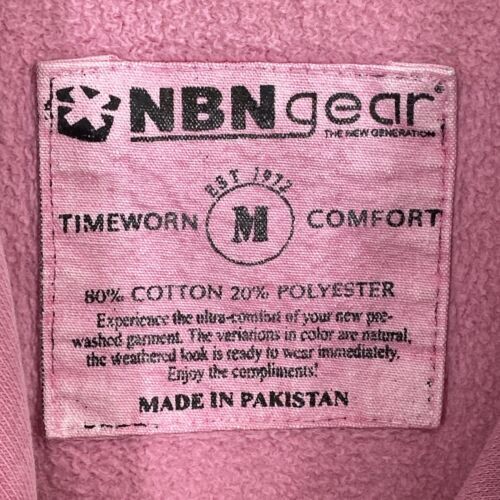 NBN gear®
THE NEW GENERATION
EST 1972
TIMEWORN M COMFORT
80% COTTON 20% POLYESTER
Experience the ultra-comfort of your new pre-
washed garment. The variations in color are natural,
the weathered look is ready to wear immediately.
Enjoy the compliments!
MADE IN PAKISTAN